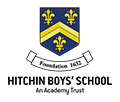 Foundation 1632
HITCHIN BOYS' SCHOOL
An Academy Trust